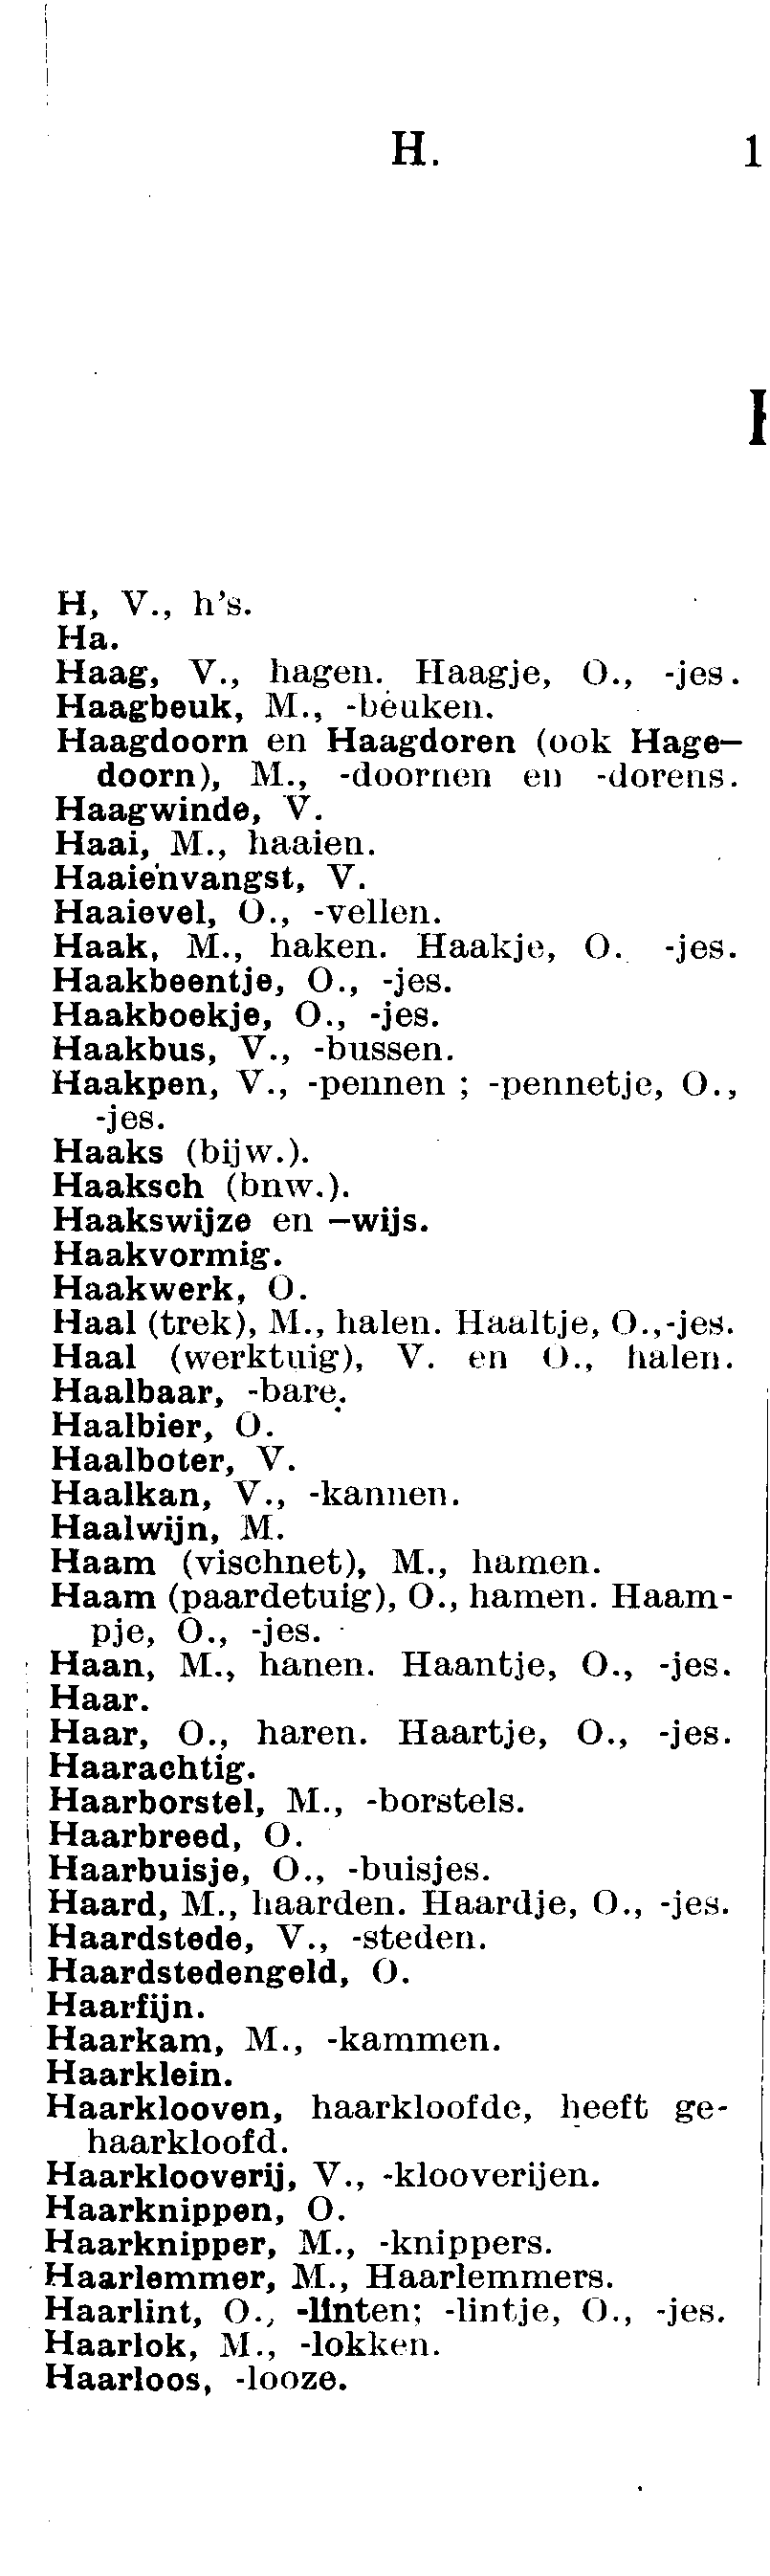 H. 1
H, V., h's.
Ha.
Haag, V., hagen. Haagje, O., -jes.
Haagbeuk, M., -beuken.
Haagdoorn en Haagdoren (ook Hage–
doorn), M., -doornen en -dorens.
Haagwinde, V.
Haai, M., haaien.
Haaienvangst, V.
Haaievel, O., -vellen.
Haak, M., haken. Haakje, O. -jes.
Haakbeentje, O., -jes.
Haakboekje, O., -jes.
Haakbus, V., -bussen.
Haakpen, V., -pennen ; -pennetje, O.,
-jes.
Haaks (bijw.).
Haaksch (bnw.).
Haakswijze en –wijs.
Haakvormig.
Haakwerk, O.
Haal (trek), M., halen. Haaltje, O.,-jes.
Haal (werktuig), V. en O., halen.
Haalbaar, -bare.
Haalbier, O.
Haalboter, V.
Haalkan, V., -kannen.
Haalwijn, M.
Haam (vischnet), M., hamen.
Haam (paardetuig), O., hamen. Haam-
pje, O., -jes.
Haan, M., hanen. Haantje, O., -jes.
Haar.
Haar, O., haren. Haartje, O., -jes.
Haarachtig.
Haarborstel, M., -borstels.
Haarbreed, O.
Haarbuisje, O., -buisjes.
Haard, M., haarden. Haardje, O., -jes.
Haardstede, V., -steden.
Haardstedengeld, O.
Haarfijn.
Haarkam, M., -kammen.
Haarklein.
Haarklooven, haarkloofde, heeft ge-
haarkloofd.
Haarklooverij, V., -klooverijen.
Haarknippen, O.
Haarknipper, M., -knippers.
Haarlemmer, M., Haarlemmers.
Haarlint, O., -linten; -lintje, O., -jes.
Haarlok, M., -lokken.
Haarloos, -looze.